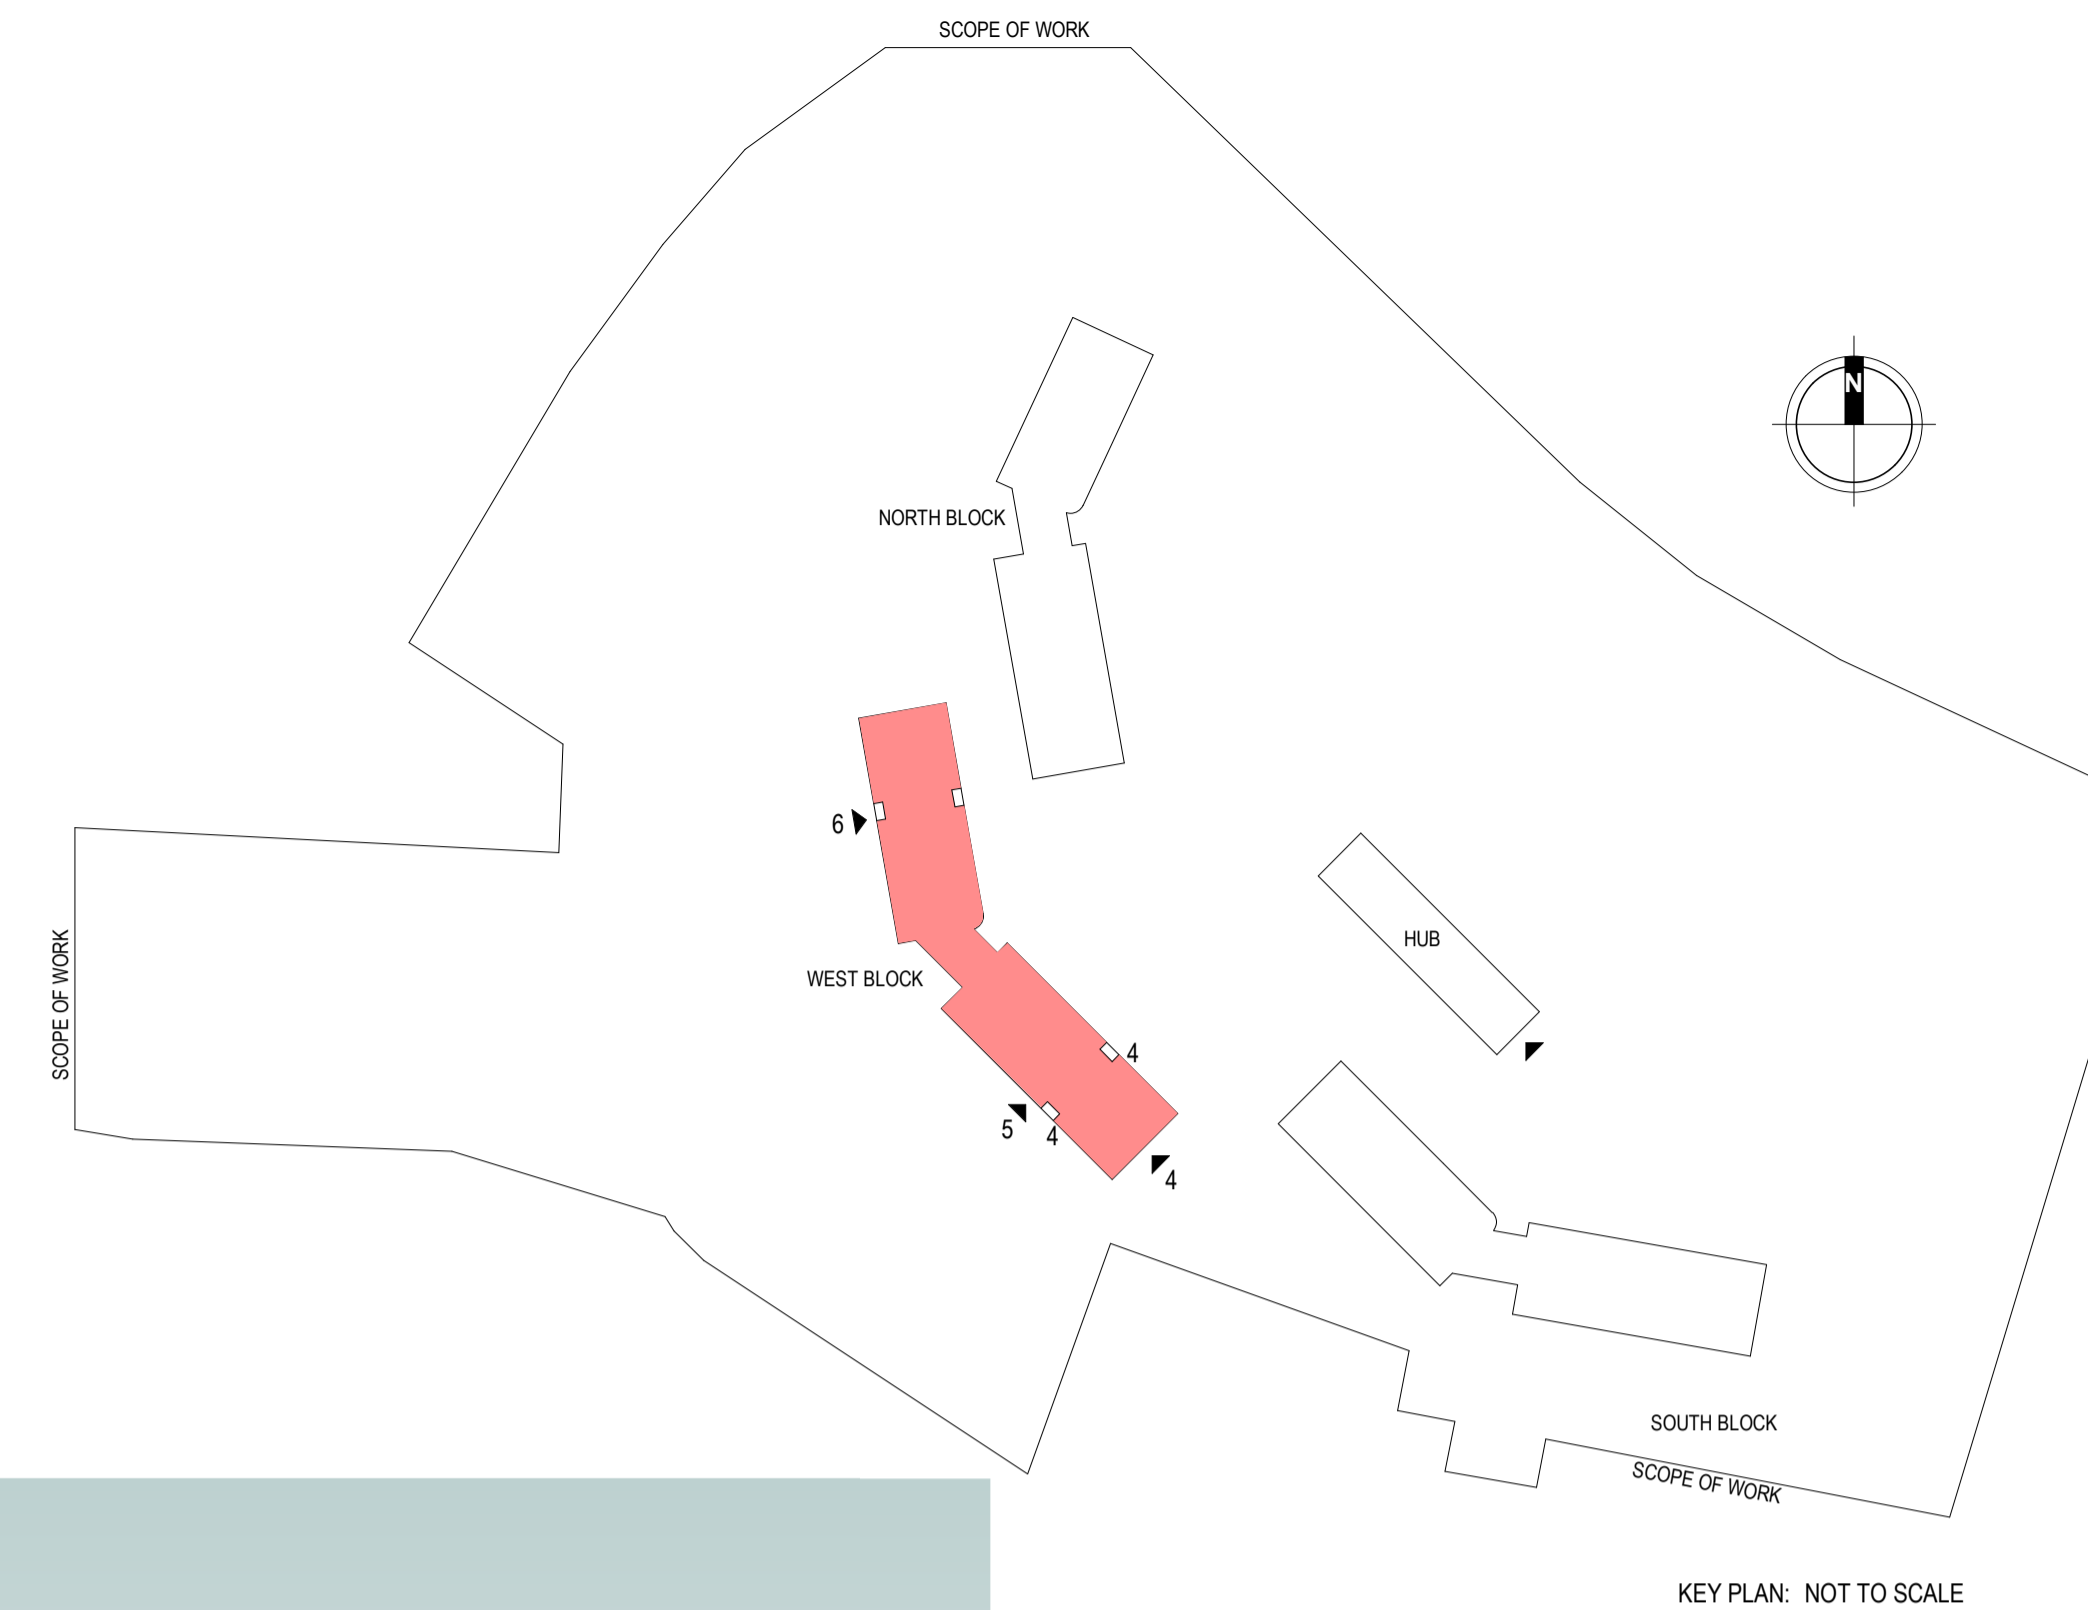 SCOPE OF WORK
N
NORTH BLOCK
6
HUB
SCOPE OF WORK
WEST BLOCK
4
5
4
4
SOUTH BLOCK
SCOPE OF WORK
KEY PLAN: NOT TO SCALE